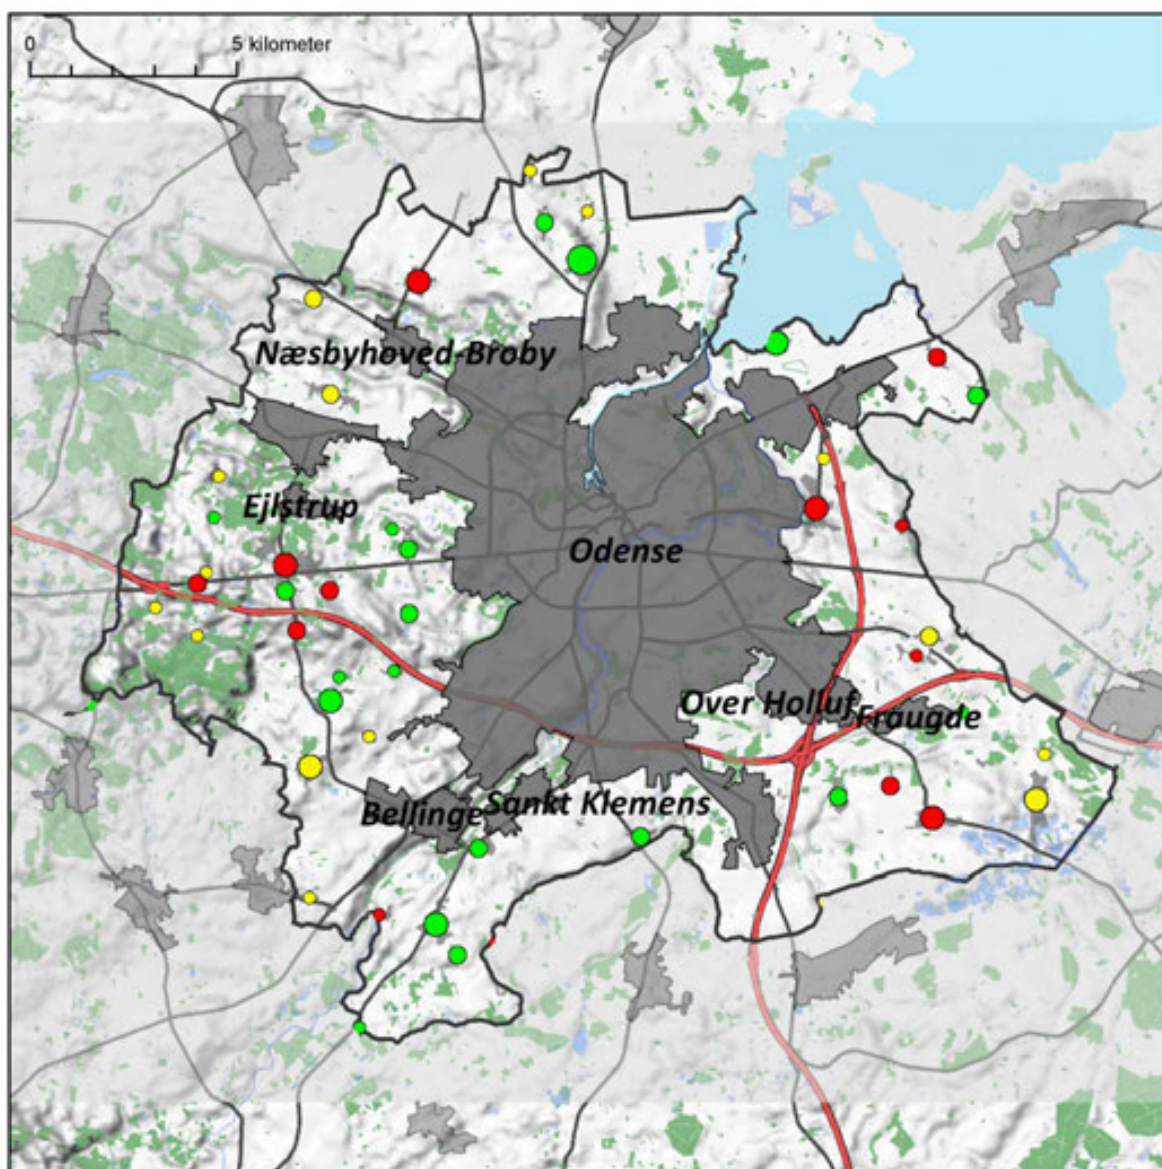 0 5 kilometer
Næsbyhoved-Broby
Ejlstrup
Odense
Over Holluf
Fraugde
Bellinge
Sankt Klemens